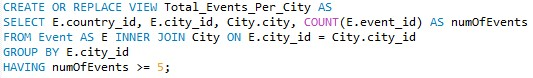 CREATE OR REPLACE VIEW Total_Events_Per_City AS
SELECT E.country_id, E.city_id, City.city, COUNT(E.event_id) AS numOfEvents
FROM Event AS E INNER JOIN City ON E.city_id = City.city_id
GROUP BY E.city_id
HAVING numOfEvents >= 5;